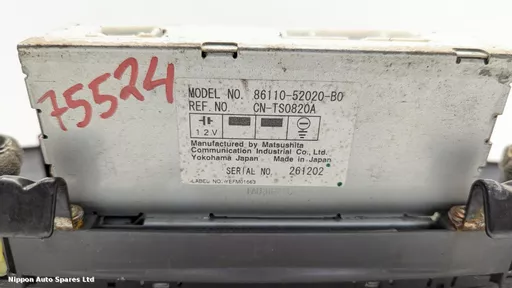 75524
MODEL NO. 86110-52020-B0
REF. NO. CN-TS0820A
12V
Manufactured by Matsushita
Communication Industrial Co., Ltd.
Yokohama Japan Made in Japan
SERIAL NO. 261202
Nippon Auto Spares Ltd